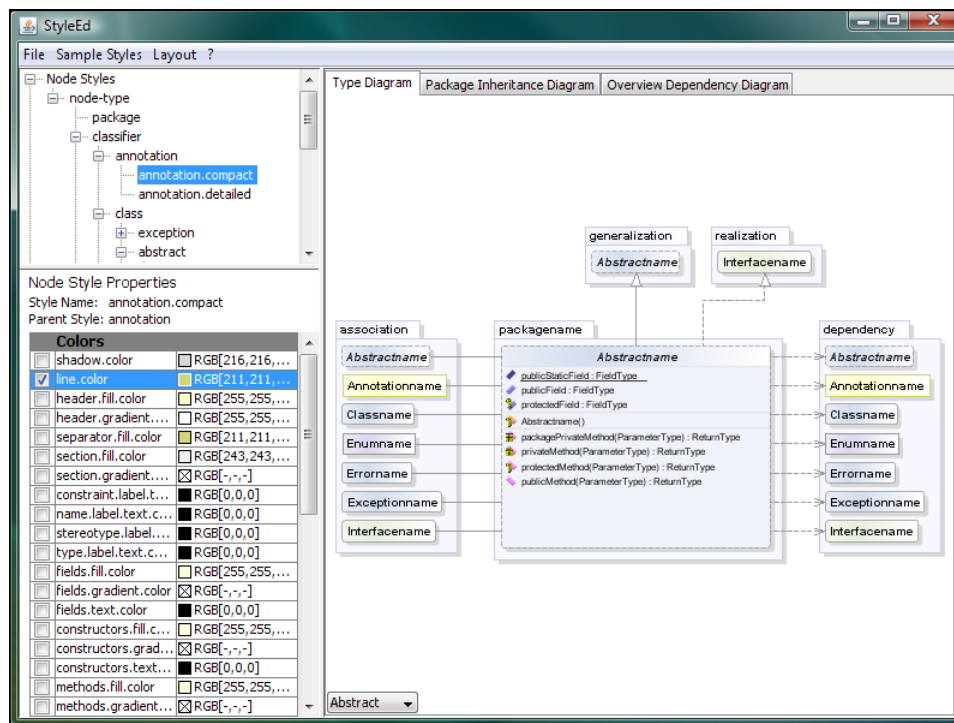 StyleEd
File Sample Styles Layout ?
Node Styles
node-type
package
classifier
annotation
annotation.compact
annotation.detailed
class
exception
abstract
Node Style Properties
Style Name: annotation.compact
Parent Style: annotation
Colors
shadow.color RGB[216,216,...
line.color RGB[211,211,...
header.fill.color RGB[255,255,...
header.gradient.... RGB[255,255,...
separator.fill.color RGB[211,211,...
section.fill.color RGB[243,243,...
section.gradient.... RGB[-,-,-]
constraint.label.t... RGB[0,0,0]
name.label.text.c... RGB[0,0,0]
stereotype.label.... RGB[0,0,0]
type.label.text.c... RGB[0,0,0]
fields.fill.color RGB[255,255,...
fields.gradient.color RGB[-,-,-]
fields.text.color RGB[0,0,0]
constructors.fill.c... RGB[255,255,...
constructors.grad... RGB[-,-,-]
constructors.text... RGB[0,0,0]
methods.fill.color RGB[255,255,...
methods.gradient... RGB[-,-,-]
Type Diagram Package Inheritance Diagram Overview Dependency Diagram
generalization
Abstractname
realization
Interfacename
association
Abstractname
Annotationname
Classname
Enumname
Errorname
Exceptionname
Interfacename
packagename
Abstractname
publicStaticField : FieldType
publicField : FieldType
protectedField : FieldType
Abstractname()
packagePrivateMethod(ParameterType) : ReturnType
privateMethod(ParameterType) : ReturnType
protectedMethod(ParameterType) : ReturnType
publicMethod(ParameterType) : ReturnType
dependency
Abstractname
Annotationname
Classname
Enumname
Errorname
Exceptionname
Interfacename
Abstract